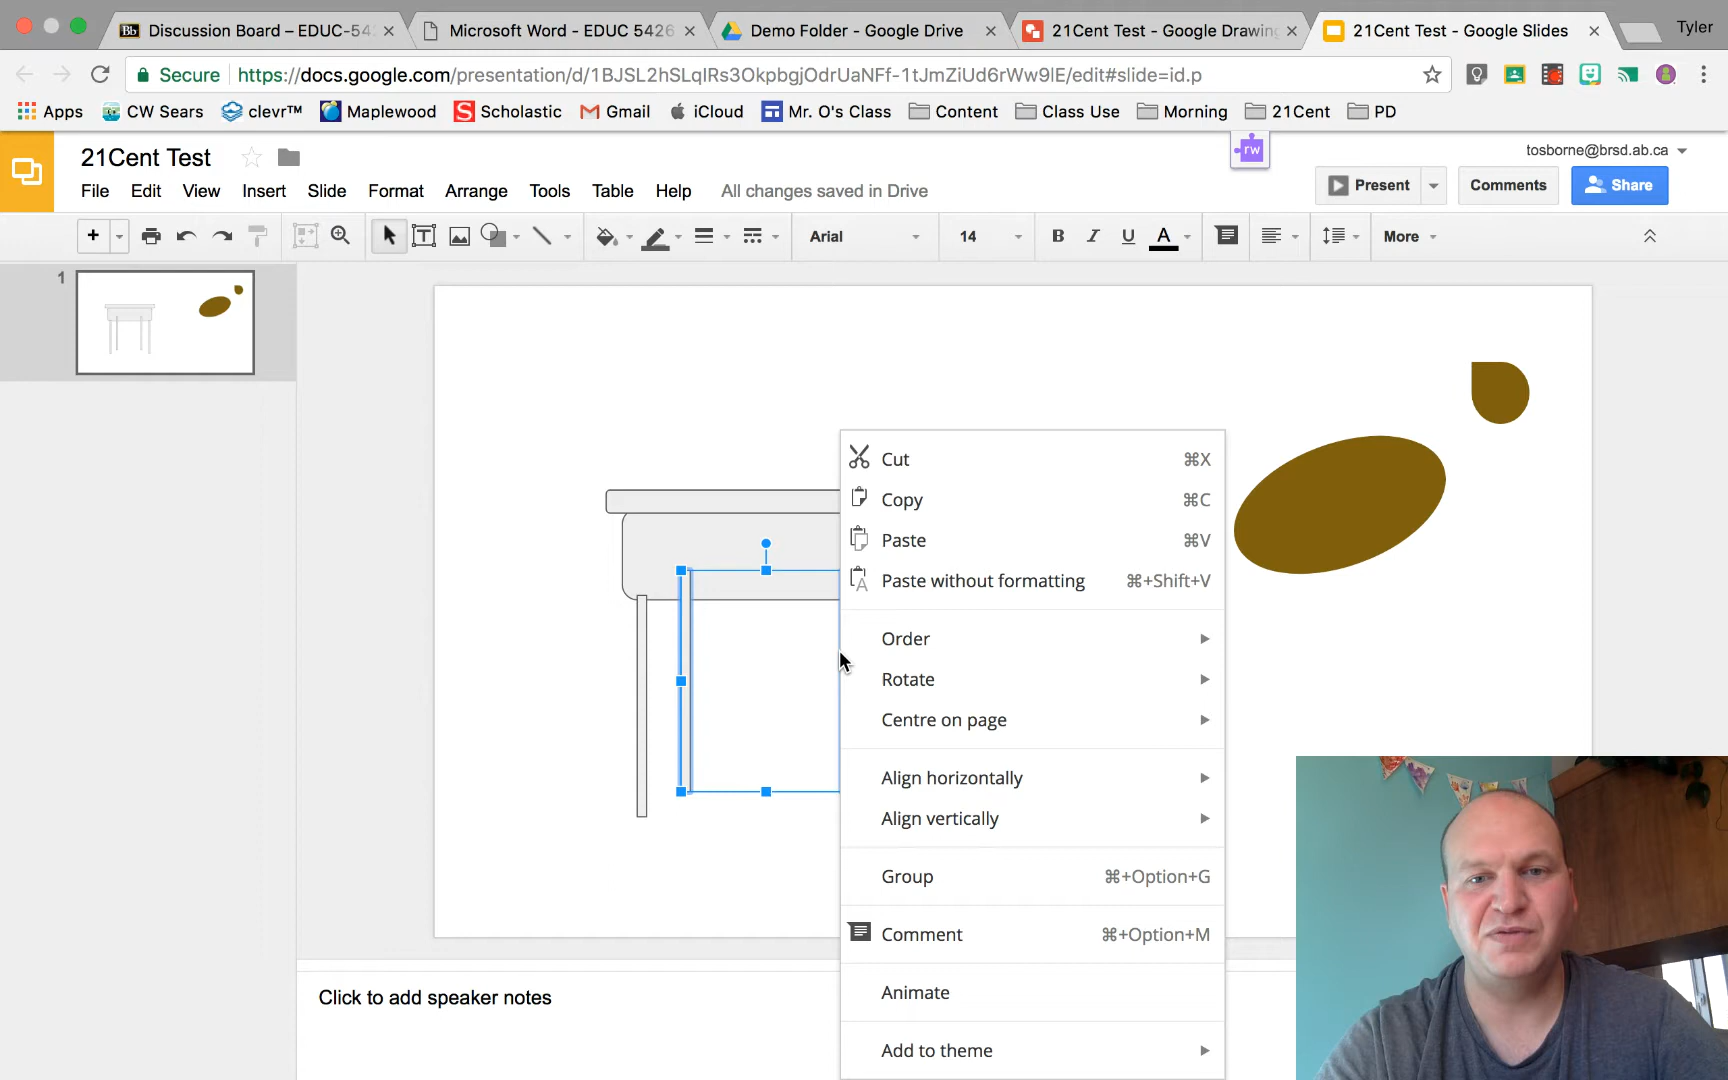 Bb Discussion Board – EDUC-54
Microsoft Word - EDUC 5426
Demo Folder - Google Drive
21Cent Test - Google Drawing
21Cent Test - Google Slides
Tyler
Secure
https://docs.google.com/presentation/d/1BJSL2hSLqIRs3OkpbgjOdrUaNFf-1tJmZiUd6rWw9lE/edit#slide=id.p
Apps
CW Sears
clevr™
Maplewood
S Scholastic
Gmail
iCloud
Mr. O's Class
Content
Class Use
Morning
21Cent
PD
rw
21Cent Test
tosborne@brsd.ab.ca
File Edit View Insert Slide Format Arrange Tools Table Help All changes saved in Drive
Present
Comments
Share
Arial
14
B I U A
More
1
Cut ⌘X
Copy ⌘C
Paste ⌘V
Paste without formatting ⌘+Shift+V
Order
Rotate
Centre on page
Align horizontally
Align vertically
Group ⌘+Option+G
Comment ⌘+Option+M
Animate
Add to theme
Click to add speaker notes